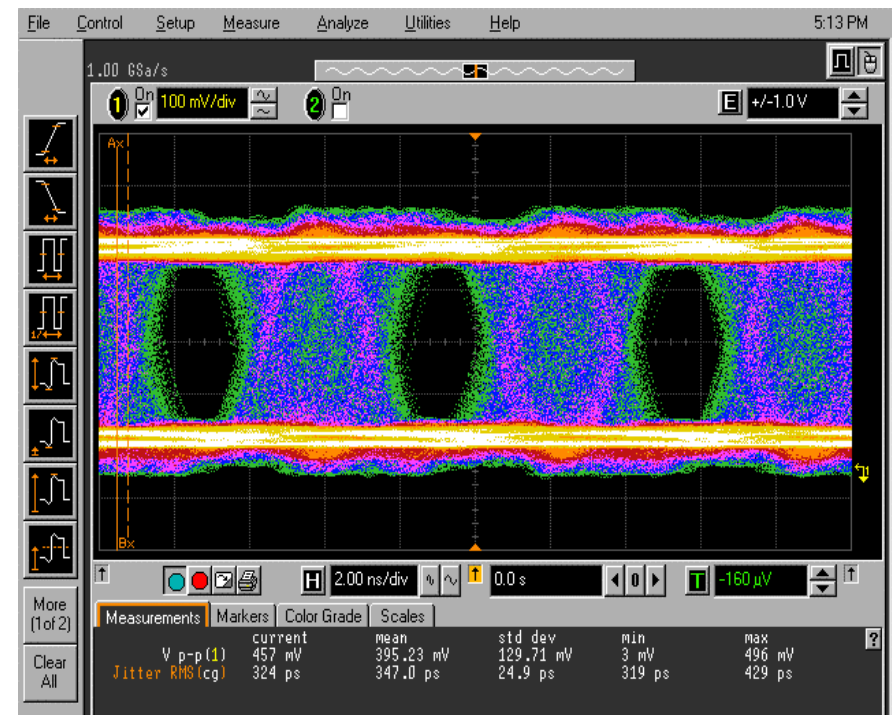 File Control Setup Measure Analyze Utilities Help 5:13 PM
1.00 GSa/s
1 On 100 mV/div 2 On E +/-1.0 V
Ax
1
Bx
H 2.00 ns/div 0.0 s 0 T -160 µV
More
(1of 2)
Clear
All
Measurements Markers Color Grade Scales
?
current mean std dev min max
V p-p(1) 457 mV 395.23 mV 129.71 mV 3 mV 496 mV
Jitter RMS(cg) 324 ps 347.0 ps 24.9 ps 319 ps 429 ps